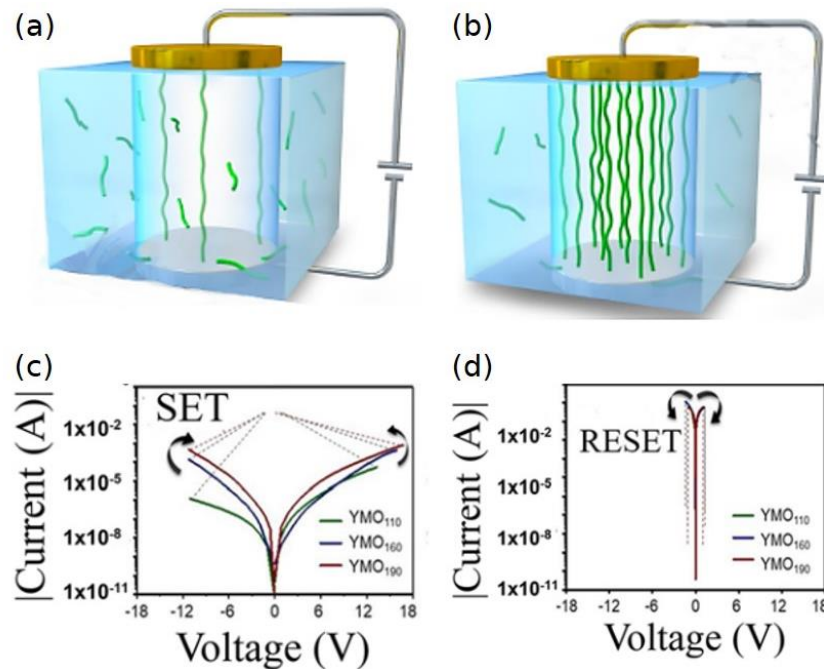 (a)
(b)
(c)
SET
|Current (A)|
1x10⁻²
1x10⁻⁵
1x10⁻⁸
1x10⁻¹¹
YMO₁₁₀
YMO₁₆₀
YMO₁₉₀
-18 -12 -6 0 6 12 18
Voltage (V)
(d)
RESET
|Current (A)|
1x10⁻²
1x10⁻⁵
1x10⁻⁸
1x10⁻¹¹
YMO₁₁₀
YMO₁₆₀
YMO₁₉₀
-18 -12 -6 0 6 12 18
Voltage (V)